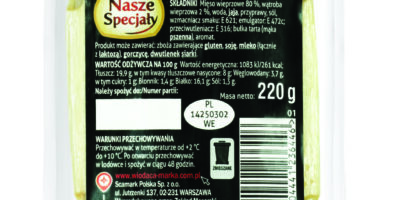 Nasze
Specjały
SKŁADNIKI: Mięso wieprzowe 80 %, wątroba
wieprzowa 2 %, woda, jaja, przyprawy, sól,
wzmacniacz smaku: E 621; emulgator: E 472c;
przeciwutleniacz: E 316; bułka tarta (mąka
pszenna), aromat.
Produkt może zawierać: zboża zawierające gluten, soję, mleko
(z laktozą), gorczycę, dwutlenek siarki.
WARTOŚĆ ODŻYWCZA NA 100 g: Wartość energetyczna: 1083 kJ/261 kcal;
Tłuszcz: 19,9 g, w tym kwasy tłuszczowe nasycone: 8 g; Węglowodany: 3,7 g,
w tym cukry: 1 g; Błonnik: 1,4 g; Białko: 16,1 g; Sól: 1,5 g.
Należy spożyć do:/Numer partii:
Masa netto: 220 g
PL
14250302
WE
01
WARUNKI PRZECHOWYWANIA:
Przechowywać w temperaturze od +2 °C
do +10 °C. Po otwarciu przechowywać
w lodówce i spożyć w ciągu 48 godzin.
ZMIESZANE
www.wiodaca-marka.com.pl
Scamark Polska Sp. z o.o.
ul. Jutrzenki 137, 02-231 Warszawa